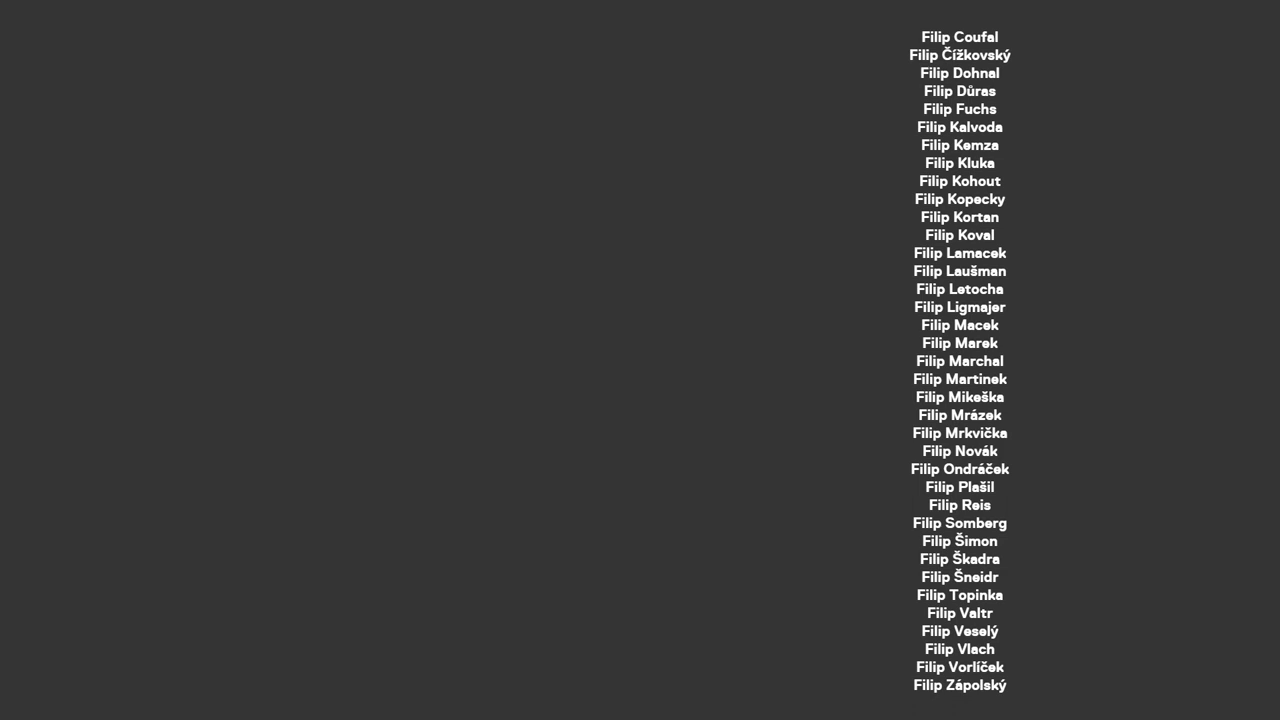 Filip Coufal
Filip Čížkovský
Filip Dohnal
Filip Důras
Filip Fuchs
Filip Kalvoda
Filip Kemza
Filip Kluka
Filip Kohout
Filip Kopecky
Filip Kortan
Filip Koval
Filip Lamacek
Filip Laušman
Filip Letocha
Filip Ligmajer
Filip Macek
Filip Marek
Filip Marchal
Filip Martinek
Filip Mikeška
Filip Mrázek
Filip Mrkvička
Filip Novák
Filip Ondráček
Filip Plašil
Filip Reis
Filip Somberg
Filip Šimon
Filip Škadra
Filip Šneidr
Filip Topinka
Filip Valtr
Filip Veselý
Filip Vlach
Filip Vorlíček
Filip Zápolský